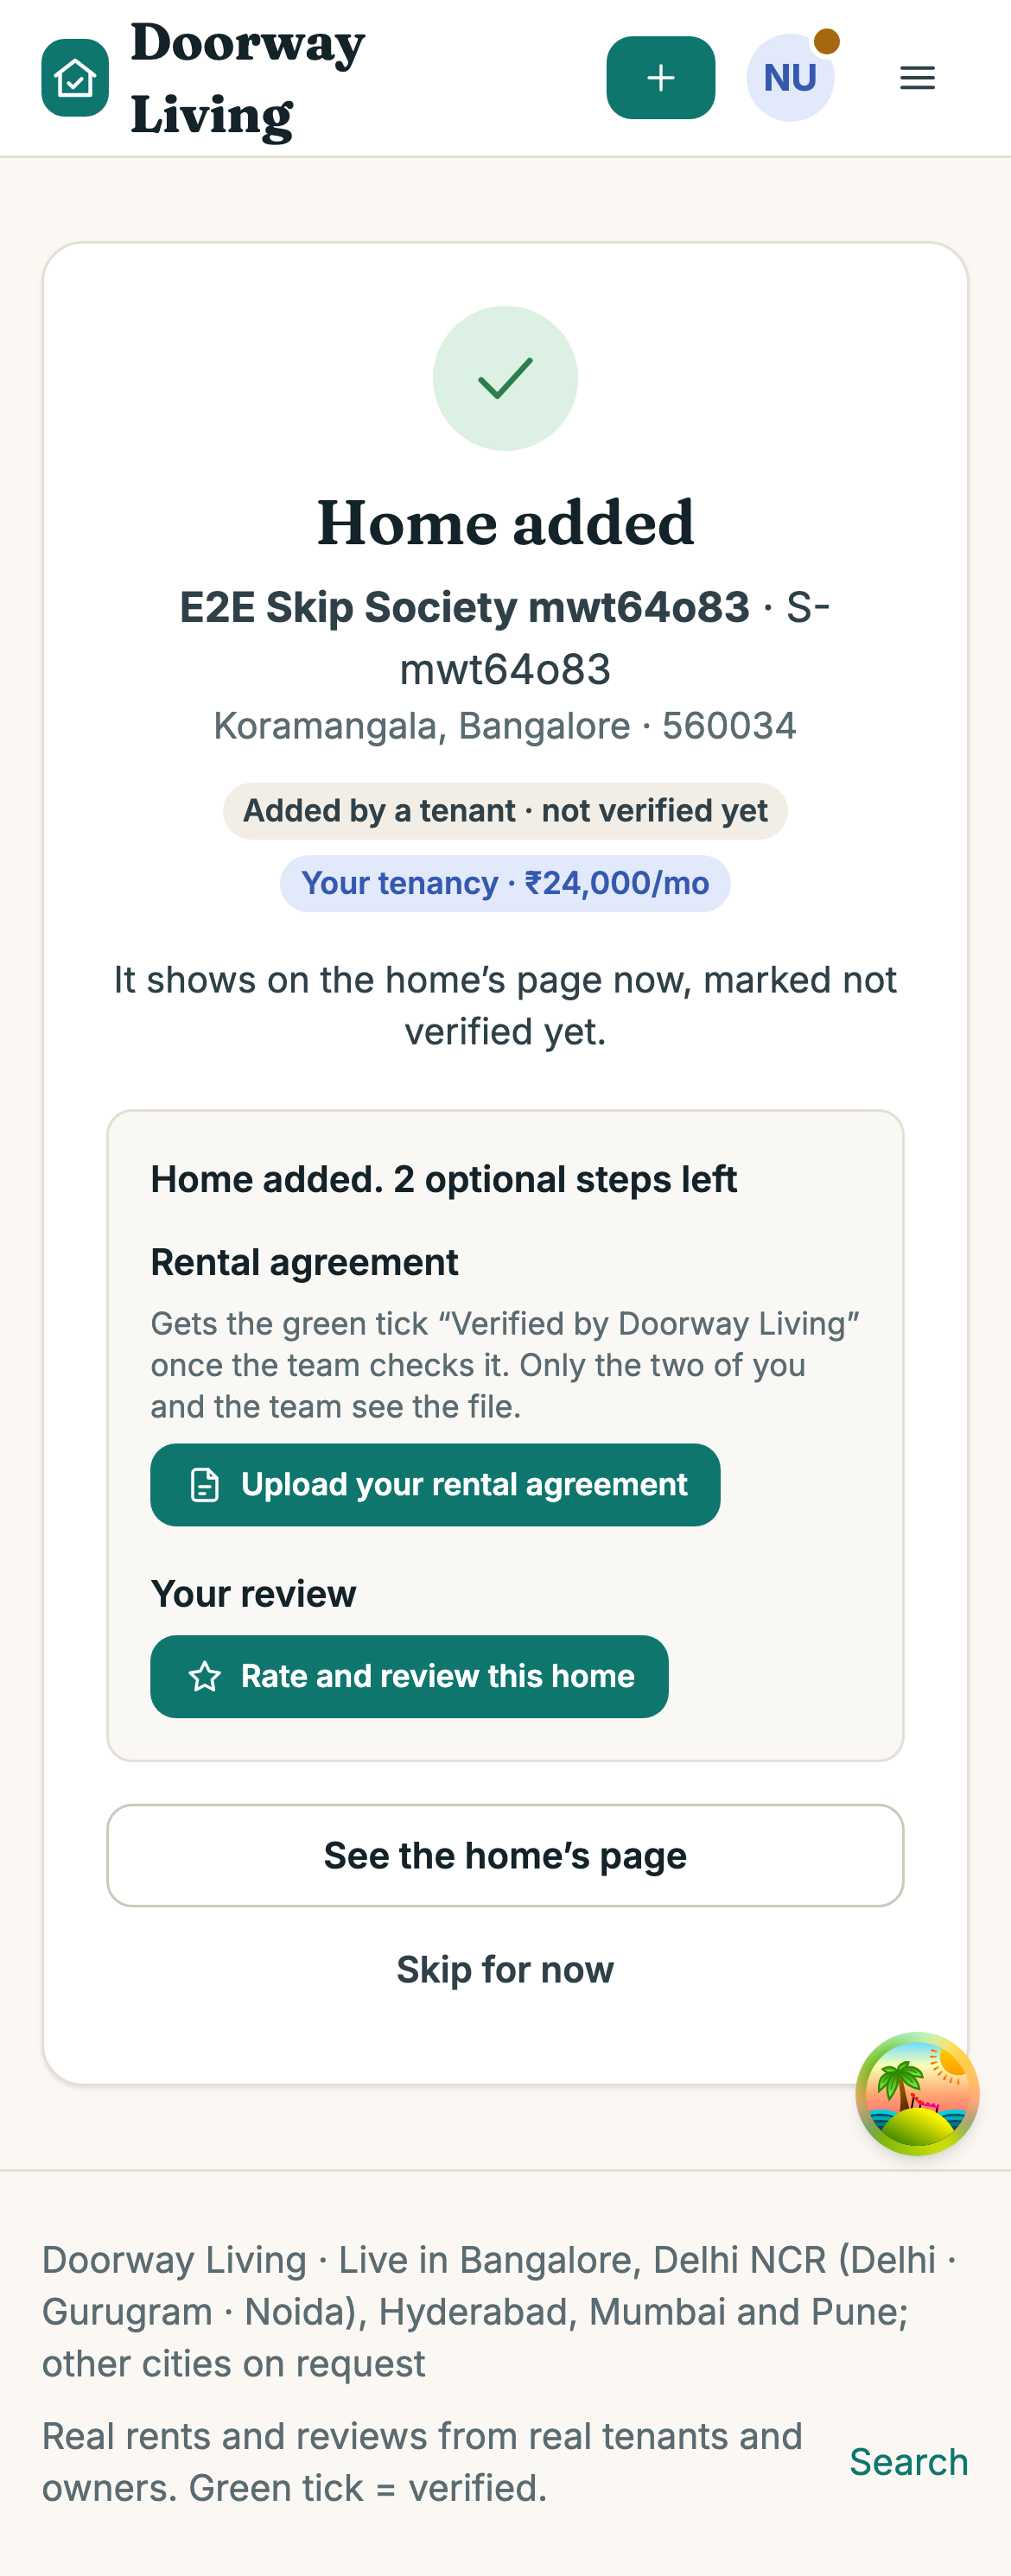 Doorway
Living
NU
Home added
E2E Skip Society mwt64o83 · S-
mwt64o83
Koramangala, Bangalore · 560034
Added by a tenant · not verified yet
Your tenancy · ₹24,000/mo
It shows on the home’s page now, marked not
verified yet.
Home added. 2 optional steps left
Rental agreement
Gets the green tick “Verified by Doorway Living”
once the team checks it. Only the two of you
and the team see the file.
Upload your rental agreement
Your review
Rate and review this home
See the home’s page
Skip for now
Doorway Living · Live in Bangalore, Delhi NCR (Delhi ·
Gurugram · Noida), Hyderabad, Mumbai and Pune;
other cities on request
Real rents and reviews from real tenants and
owners. Green tick = verified.
Search